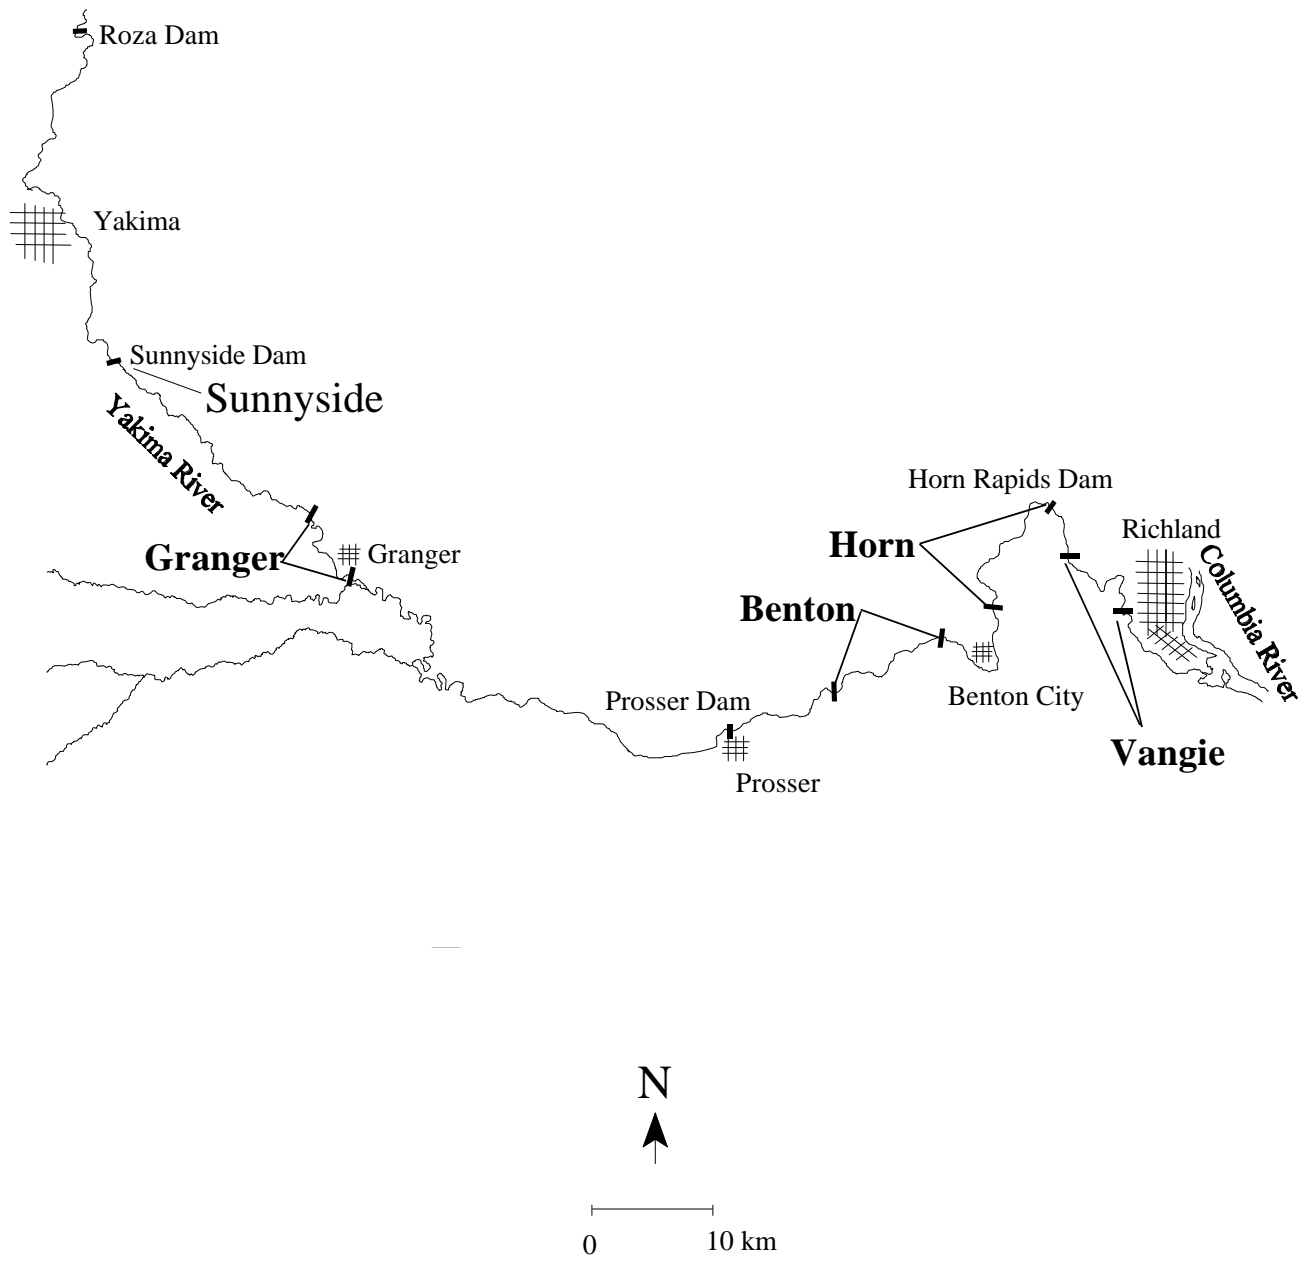 Roza Dam
Yakima
Sunnyside Dam
Sunnyside
Yakima River
Horn Rapids Dam
Richland
Horn
Granger
Granger
Columbia River
Benton
Prosser Dam
Benton City
Vangie
Prosser
N
0
10 km